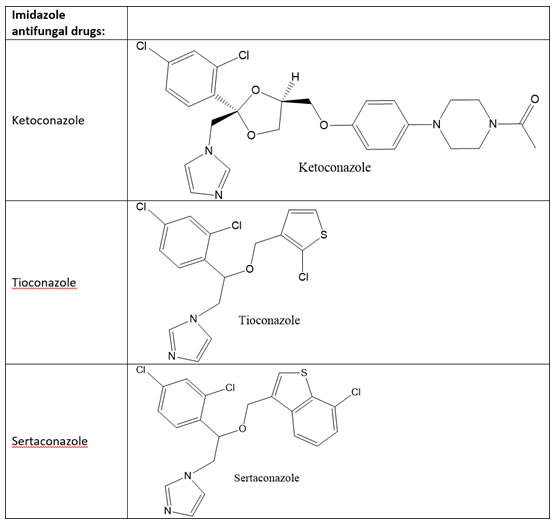 Imidazole
antifungal drugs:
Ketoconazole
Cl
Cl
H
O
O
O
N
N
O
N
N
Ketoconazole
Tioconazole
Cl
Cl
S
O
Cl
N
N
Tioconazole
Sertaconazole
Cl
Cl
S
Cl
O
N
N
Sertaconazole